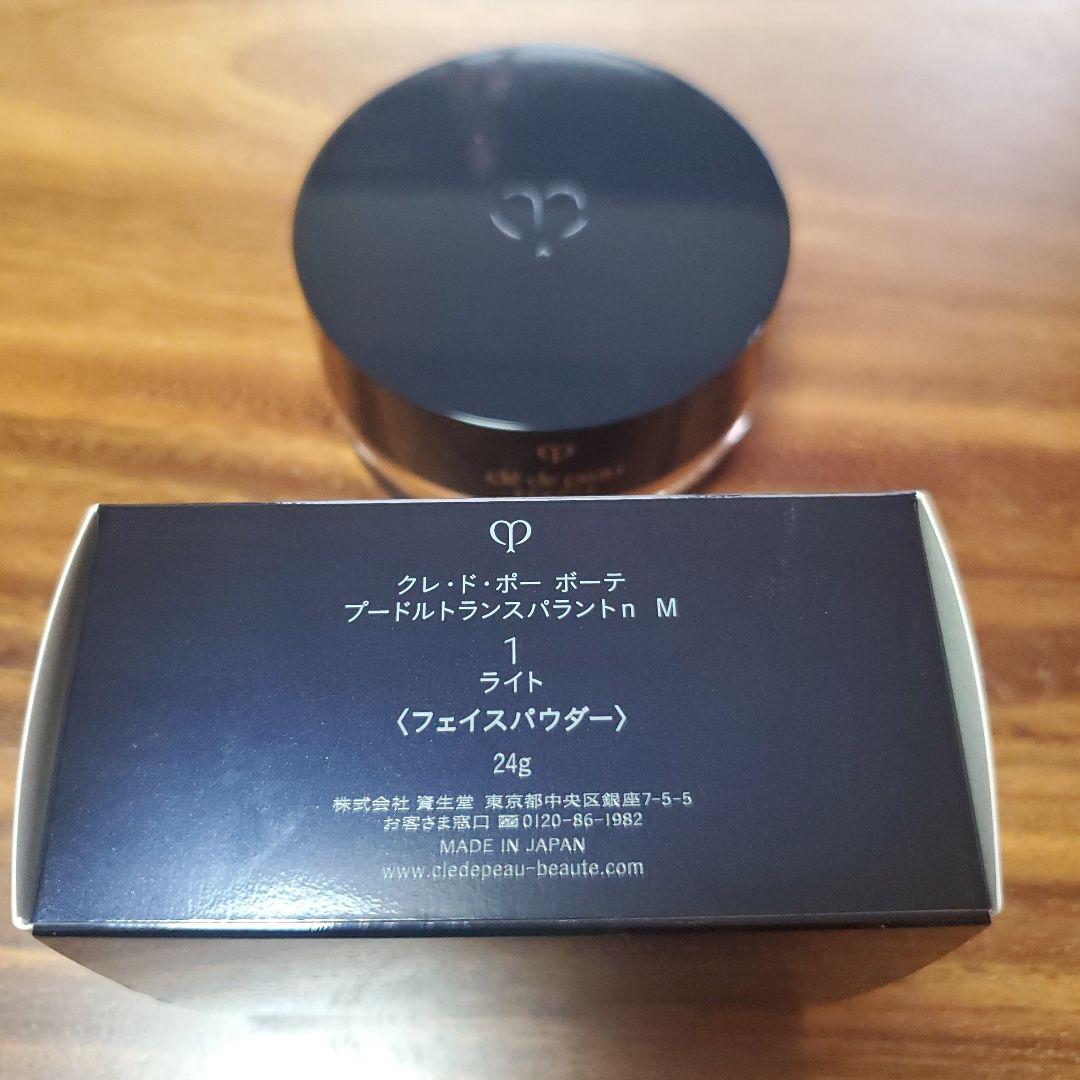 clé de peau
クレ・ド・ポー ボーテ
プードルトランスパラントn M
1
ライト
〈フェイスパウダー〉
24g
株式会社 資生堂 東京都中央区銀座7-5-5
お客さま窓口 ☎0120-86-1982
MADE IN JAPAN
www.cledepeau-beaute.com